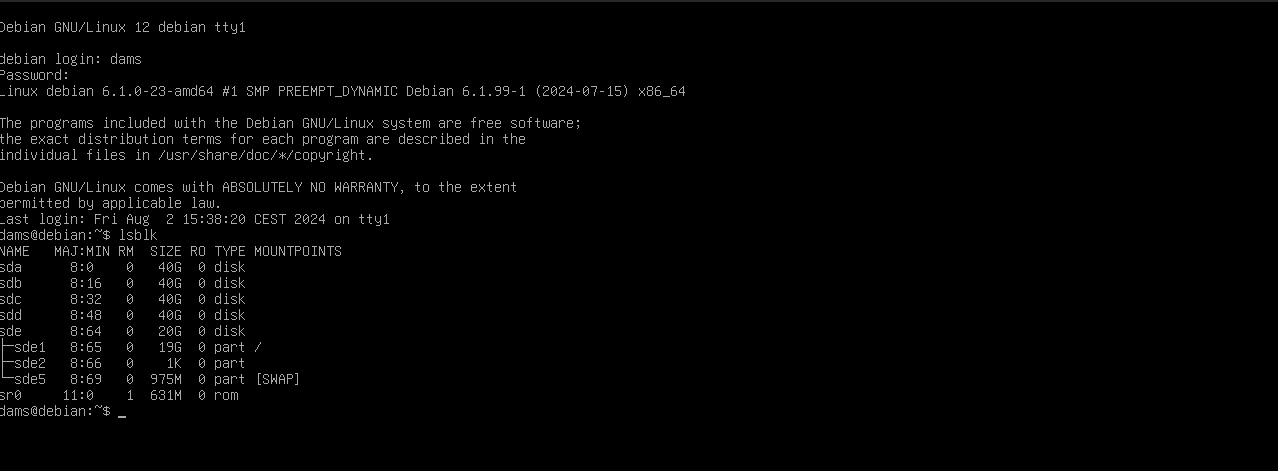 Debian GNU/Linux 12 debian tty1
debian login: dams
Password:
Linux debian 6.1.0-23-amd64 #1 SMP PREEMPT_DYNAMIC Debian 6.1.99-1 (2024-07-15) x86_64
The programs included with the Debian GNU/Linux system are free software;
the exact distribution terms for each program are described in the
individual files in /usr/share/doc/*/copyright.
Debian GNU/Linux comes with ABSOLUTELY NO WARRANTY, to the extent
permitted by applicable law.
Last login: Fri Aug  2 15:38:20 CEST 2024 on tty1
dams@debian:~$ lsblk
NAME   MAJ:MIN RM   SIZE RO TYPE MOUNTPOINTS
sda      8:0    0    40G  0 disk
sdb      8:16   0    40G  0 disk
sdc      8:32   0    40G  0 disk
sdd      8:48   0    40G  0 disk
sde      8:64   0    20G  0 disk
├─sde1   8:65   0    19G  0 part /
├─sde2   8:66   0     1K  0 part
└─sde5   8:69   0   975M  0 part [SWAP]
sr0     11:0    1   631M  0 rom
dams@debian:~$ _